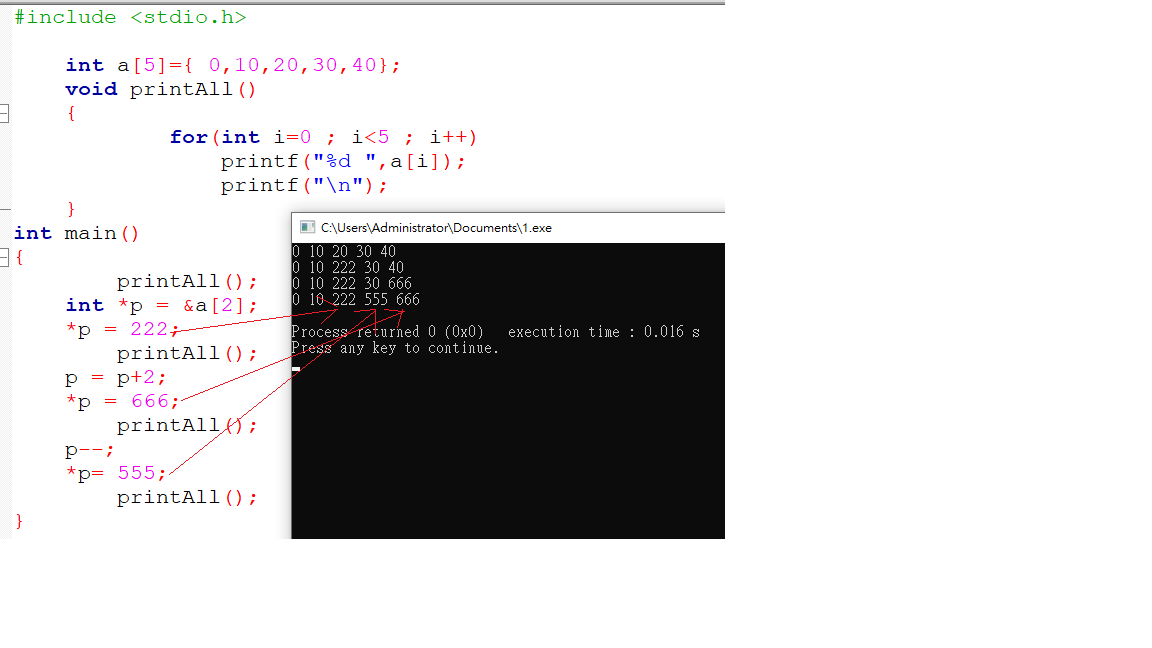 #include <stdio.h>
int a[5]={ 0,10,20,30,40};
void printAll()
{
for(int i=0 ; i<5 ; i++)
printf("%d ",a[i]);
printf("\n");
}
int main()
{
printAll();
int *p = &a[2];
*p = 222;
printAll();
p = p+2;
*p = 666;
printAll();
p--;
*p= 555;
printAll();
}
C:\Users\Administrator\Documents\1.exe
0 10 20 30 40
0 10 222 30 40
0 10 222 30 666
0 10 222 555 666
Process returned 0 (0x0)   execution time : 0.016 s
Press any key to continue.